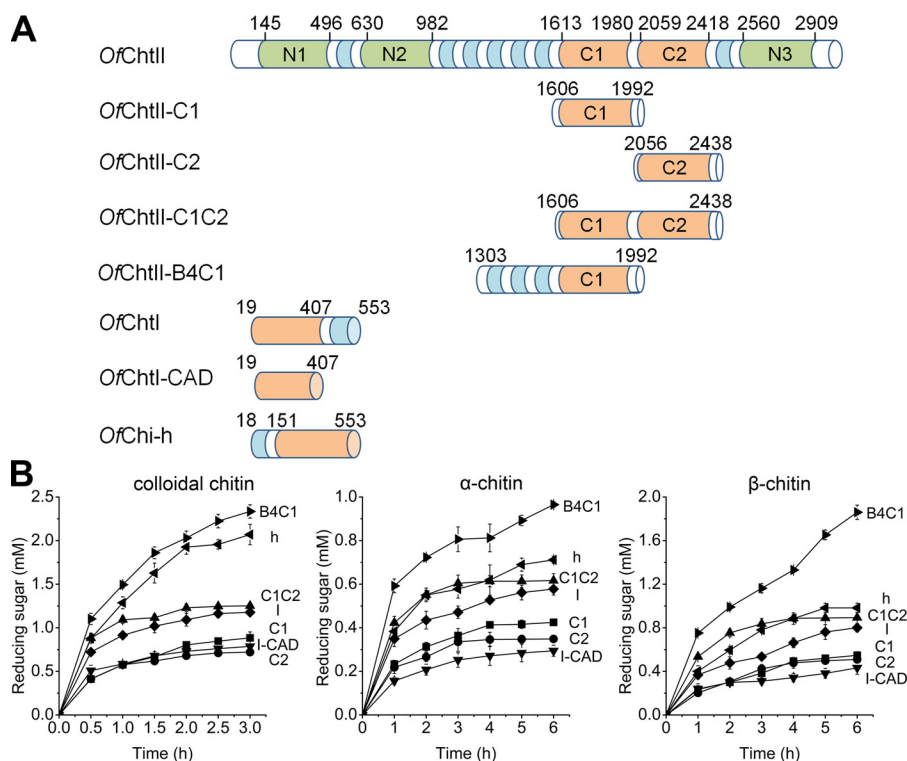 A
145 496 630 982 1613 1980 2059 2418 2560 2909
OfChtII N1 N2 C1 C2 N3
1606 1992
OfChtII-C1 C1
2056 2438
OfChtII-C2 C2
1606 2438
OfChtII-C1C2 C1 C2
1303 1992
OfChtII-B4C1 C1
19 407 553
OfChtI
19 407
OfChtI-CAD
18 151 553
OfChi-h
B
colloidal chitin
Reducing sugar (mM)
2.5
2.0
1.5
1.0
0.5
0.0
B4C1
h
C1C2
I
C1
I-CAD
C2
0.0 0.5 1.0 1.5 2.0 2.5 3.0
Time (h)
α-chitin
Reducing sugar (mM)
1.0
0.8
0.6
0.4
0.2
0.0
B4C1
h
C1C2
I
C1
C2
I-CAD
0 1 2 3 4 5 6
Time (h)
β-chitin
Reducing sugar (mM)
2.0
1.5
1.0
0.5
0.0
B4C1
h
C1C2
I
C1
C2
I-CAD
0 1 2 3 4 5 6
Time (h)